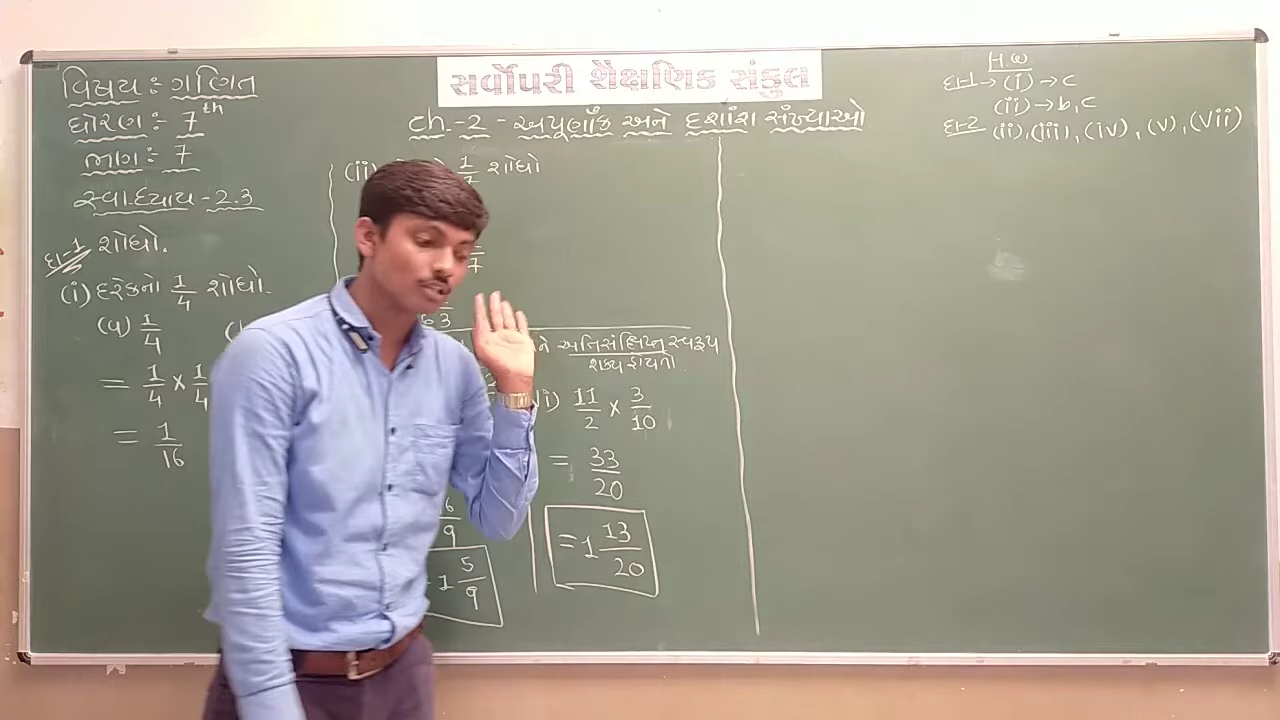 સર્વોપરી શૈક્ષણિક સંકુલ
વિષય : ગણિત
ધોરણ : 7th
ભાગ : 7
સ્વાધ્યાય - 2.3
ch.-2 - અપૂર્ણાંક અને દશાંશ સંખ્યાઓ
H.W
દા-1 → (i) → c
(ii) → b, c
દા-2 (ii), (iii), (iv), (v), (vii)
દા-1 શોધો.
(i) દરેકનો 1/4 શોધો.
(a) 1/4
= 1/4 × 1/4
= 1/16
(ii) 1/7 શોધો
63
ને અતિસંક્ષિપ્ત સ્વરૂપ
શક્ય હોય તો.
11/2 × 3/10
= 33/20
= 1 13/20
9
1 5/9